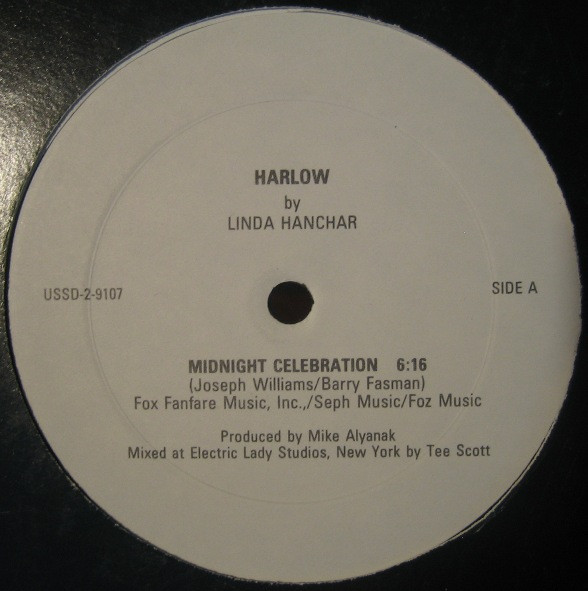 HARLOW
by
LINDA HANCHAR
USSD-2-9107
SIDE A
MIDNIGHT CELEBRATION 6:16
(Joseph Williams/Barry Fasman)
Fox Fanfare Music, Inc.,/Seph Music/Foz Music
Produced by Mike Alyanak
Mixed at Electric Lady Studios, New York by Tee Scott